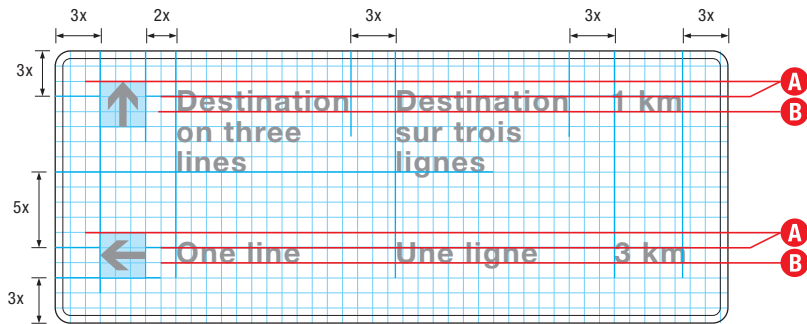 3x 2x 3x 3x 3x
3x
A
Destination Destination 1 km
B
on three sur trois
lines lignes
5x
A
One line Une ligne 3 km
B
3x